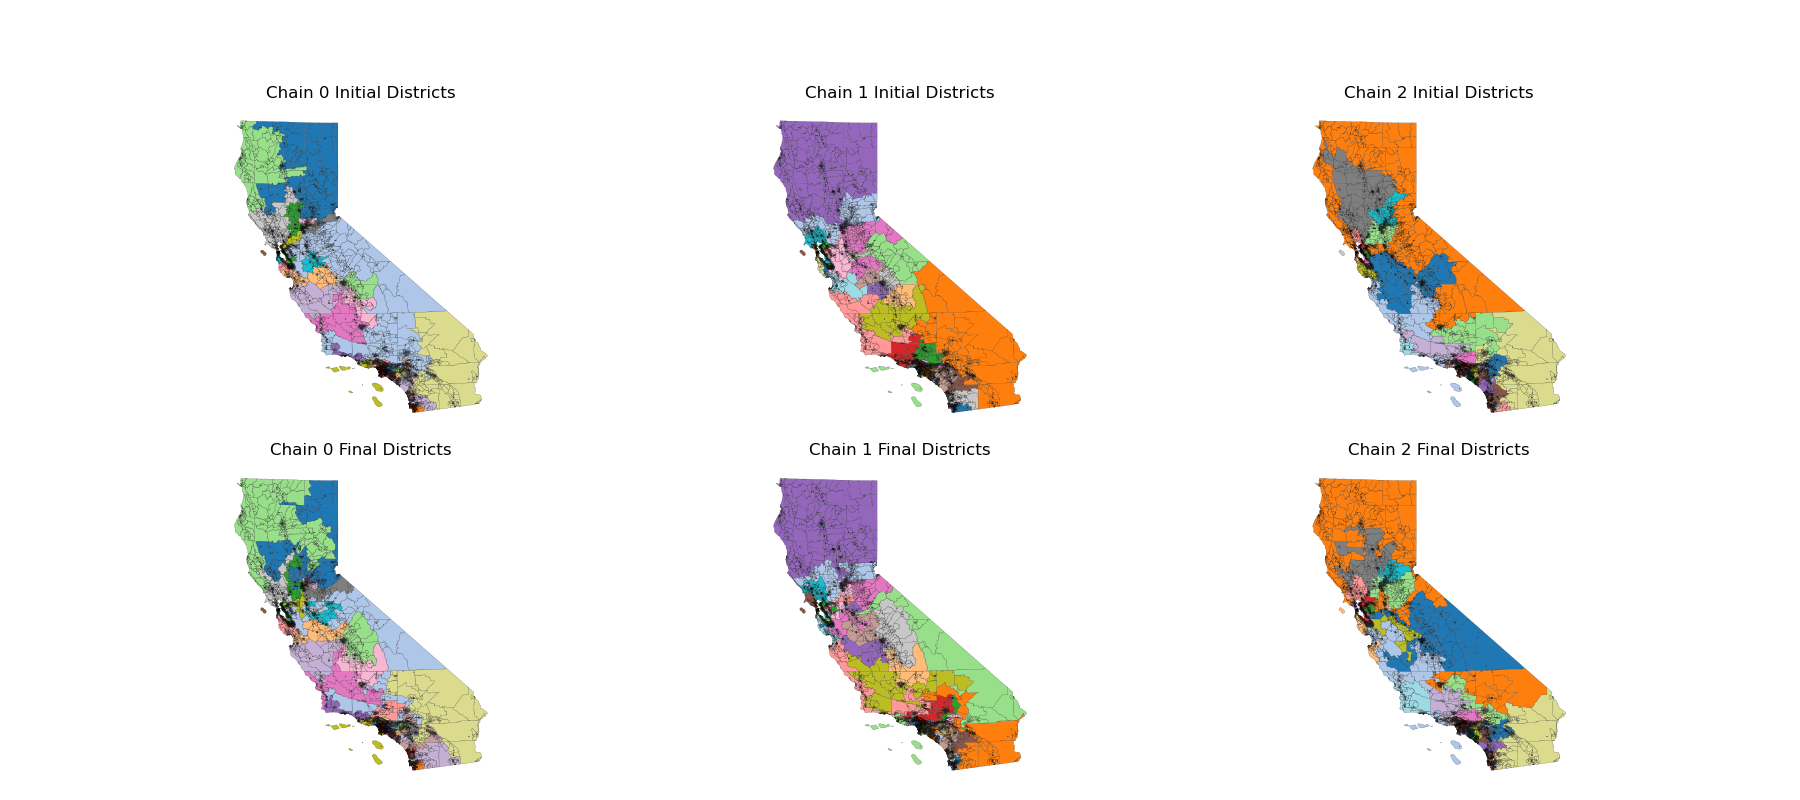 Chain 0 Initial Districts
Chain 1 Initial Districts
Chain 2 Initial Districts
Chain 0 Final Districts
Chain 1 Final Districts
Chain 2 Final Districts